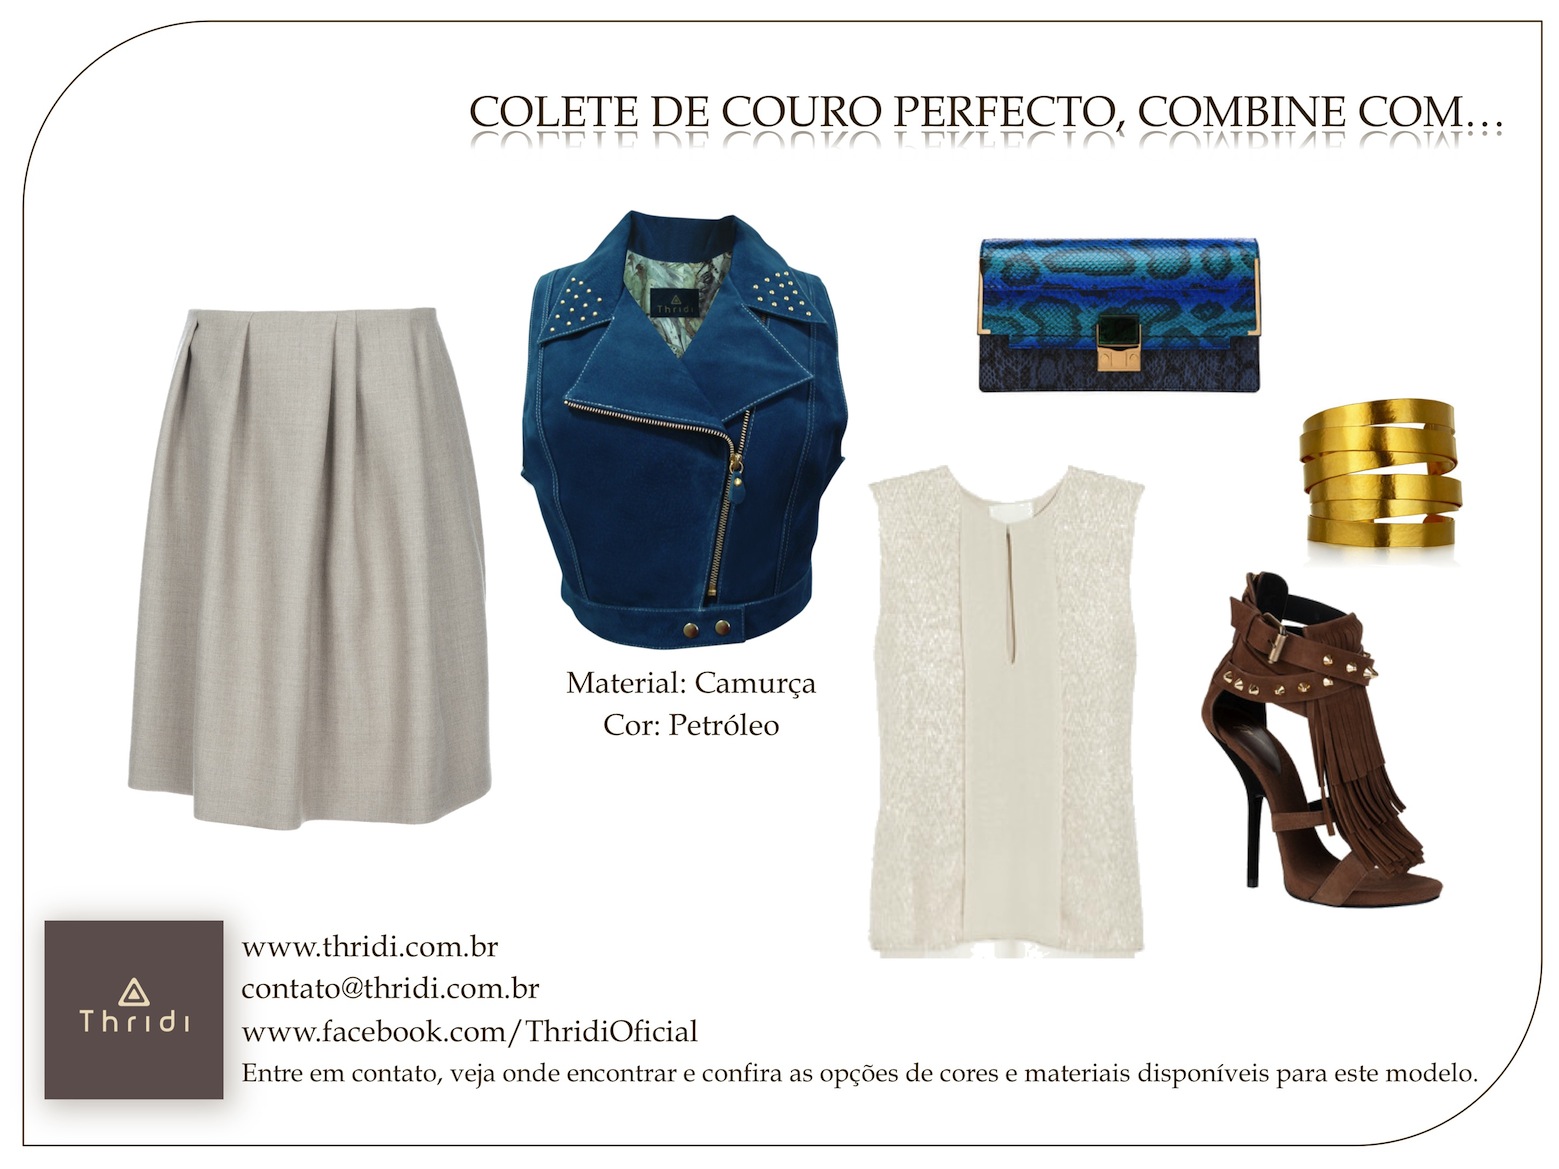 COLETE DE COURO PERFECTO, COMBINE COM...
Thridi
Material: Camurça
Cor: Petróleo
Thridi
www.thridi.com.br
contato@thridi.com.br
www.facebook.com/ThridiOficial
Entre em contato, veja onde encontrar e confira as opções de cores e materiais disponíveis para este modelo.